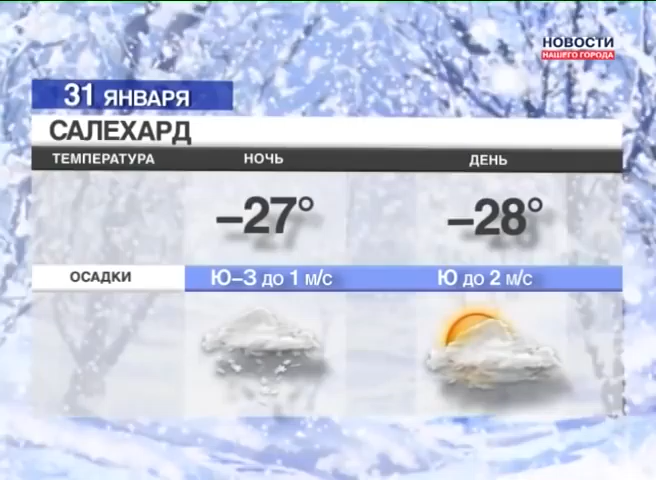 НОВОСТИ
НАШЕГО ГОРОДА
31 ЯНВАРЯ
САЛЕХАРД
ТЕМПЕРАТУРА НОЧЬ ДЕНЬ
–27° –28°
ОСАДКИ Ю–З ДО 1 М/С Ю ДО 2 М/С